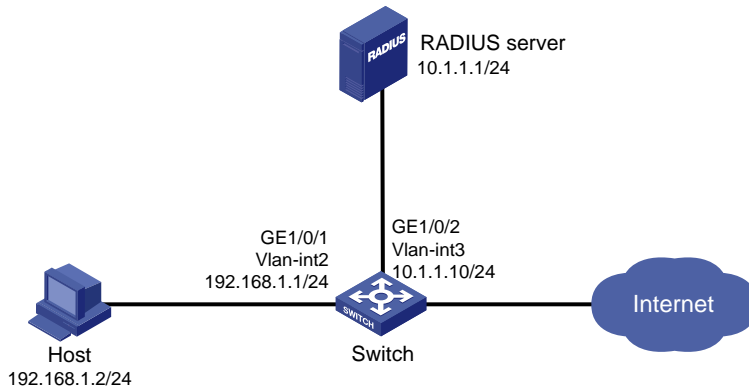 RADIUS
RADIUS server
10.1.1.1/24
GE1/0/1
Vlan-int2
192.168.1.1/24
GE1/0/2
Vlan-int3
10.1.1.10/24
SWITCH
Internet
Host
192.168.1.2/24
Switch